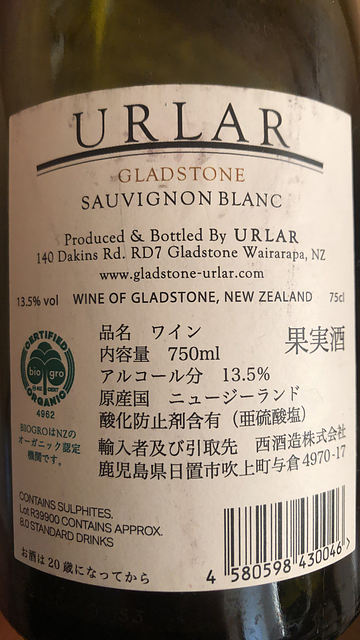 URLAR
GLADSTONE
SAUVIGNON BLANC
Produced & Bottled By URLAR
140 Dakins Rd. RD7 Gladstone Wairarapa, NZ
www.gladstone-urlar.com
13.5% vol WINE OF GLADSTONE, NEW ZEALAND 75cl
CERTIFIED
bio gro
ORGANIC
4962
BIOGROはNZの
オーガニック認定
機関です。
品名 ワイン
果実酒
内容量 750ml
アルコール分 13.5%
原産国 ニュージーランド
酸化防止剤含有(亜硫酸塩)
輸入者及び引取先 西酒造株式会社
鹿児島県日置市吹上町与倉4970-17
CONTAINS SULPHITES.
Lot R39900 CONTAINS APPROX.
8.0 STANDARD DRINKS
お酒は20歳になってから
4 580598 430046 >